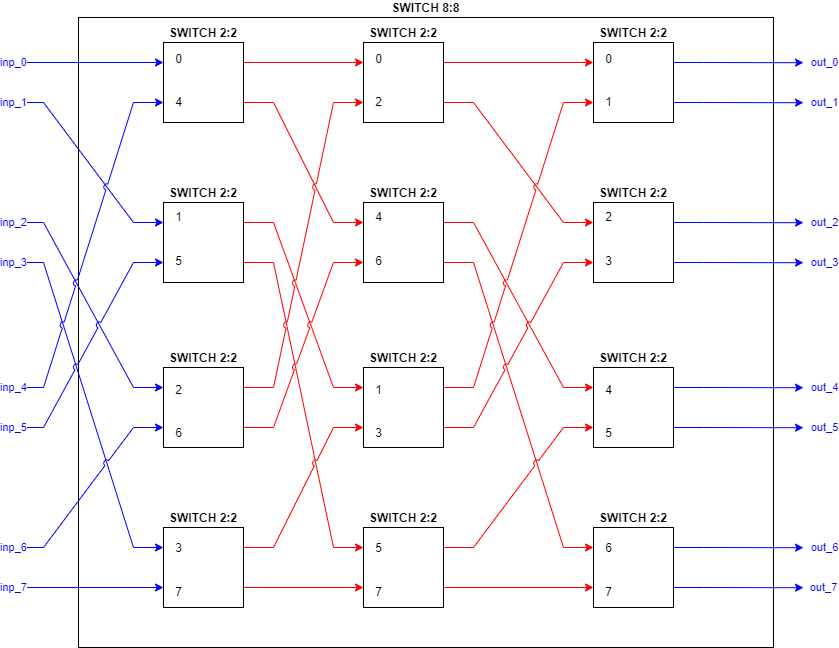 SWITCH 8:8
SWITCH 2:2 SWITCH 2:2 SWITCH 2:2
inp_0 0 0 0 out_0
inp_1 4 2 1 out_1
SWITCH 2:2 SWITCH 2:2 SWITCH 2:2
inp_2 1 4 2 out_2
inp_3 5 6 3 out_3
SWITCH 2:2 SWITCH 2:2 SWITCH 2:2
inp_4 2 1 4 out_4
inp_5 6 3 5 out_5
SWITCH 2:2 SWITCH 2:2 SWITCH 2:2
inp_6 3 5 6 out_6
inp_7 7 7 7 out_7